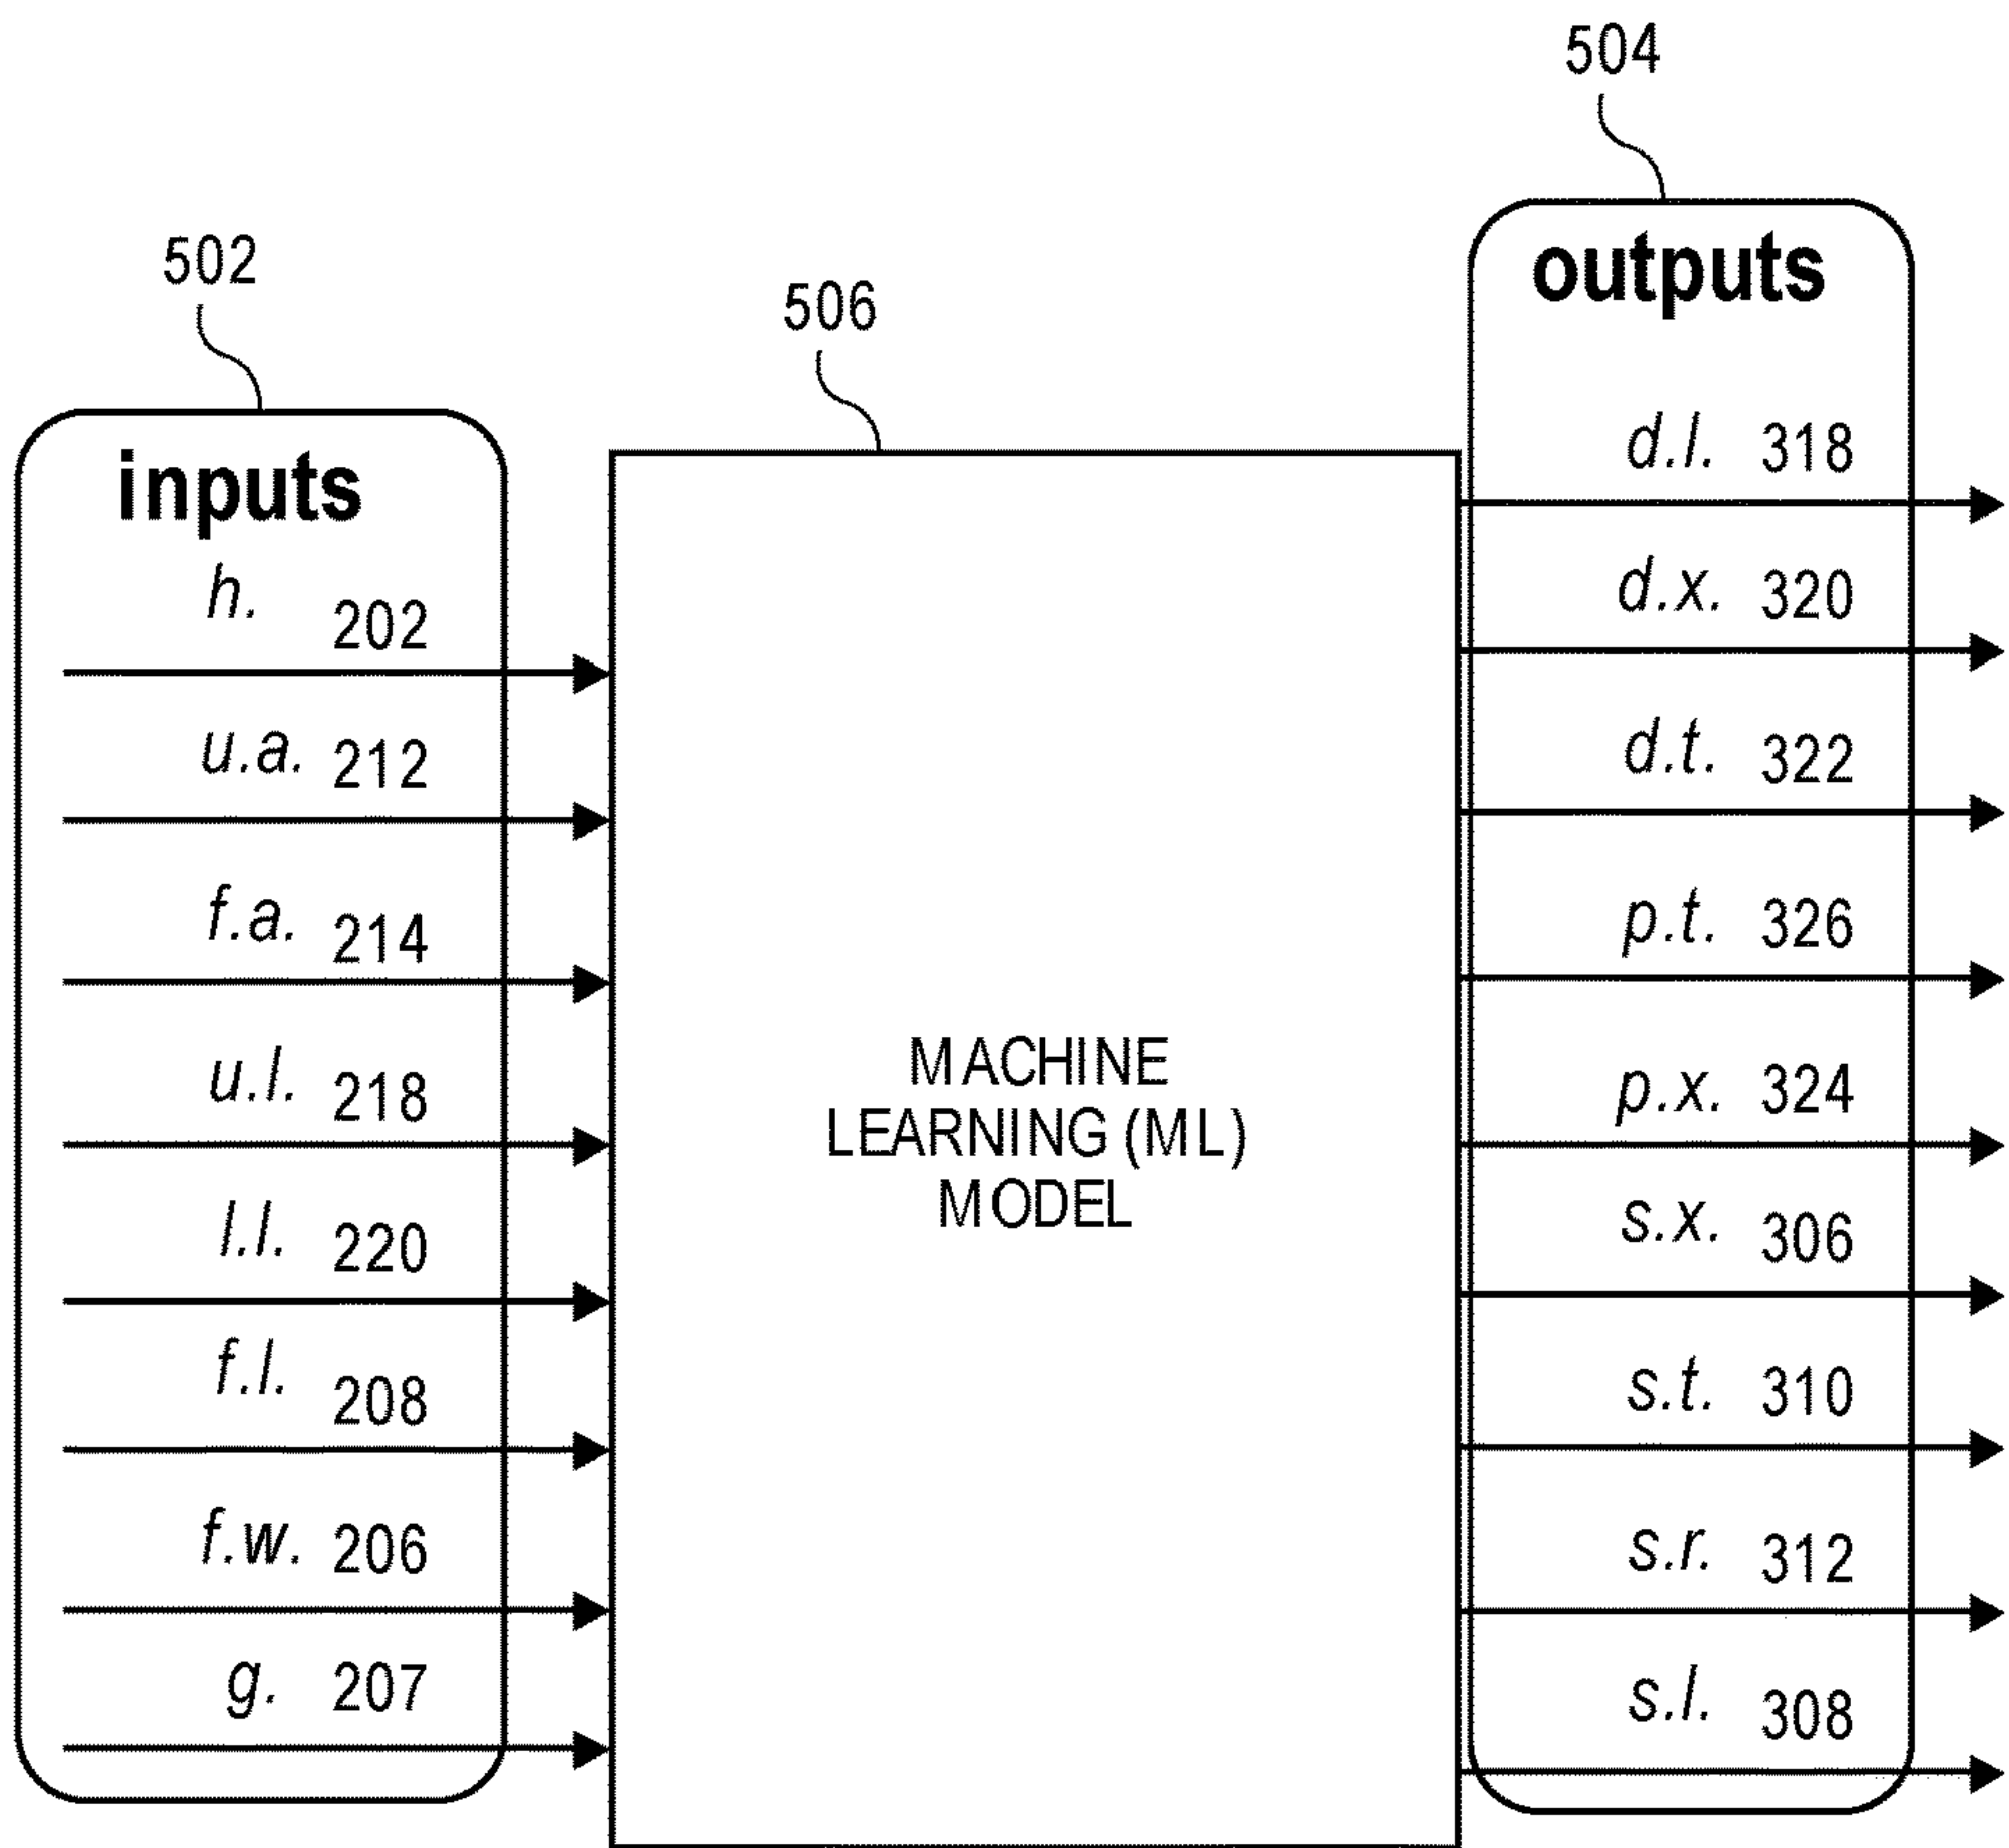 504
502
506
outputs
inputs
d.l. 318
h. 202
d.x. 320
u.a. 212
d.t. 322
f.a. 214
p.t. 326
u.l. 218
MACHINE
LEARNING (ML)
MODEL
p.x. 324
l.l. 220
s.x. 306
f.l. 208
s.t. 310
f.w. 206
s.r. 312
g. 207
s.l. 308